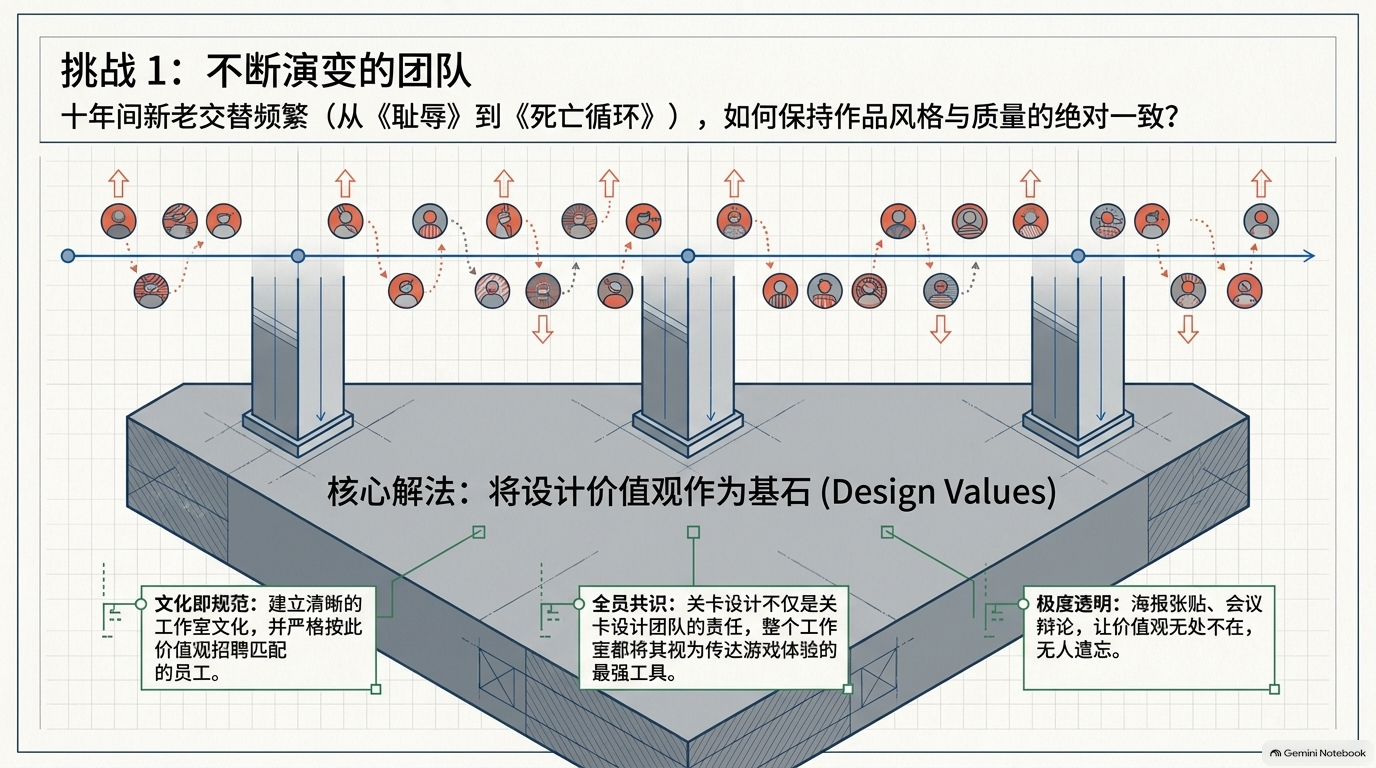 挑战 1：不断演变的团队
十年间新老交替频繁（从《耻辱》到《死亡循环》），如何保持作品风格与质量的绝对一致？
核心解法：将设计价值观作为基石 (Design Values)
文化即规范：建立清晰的
工作室文化，并严格按此
价值观招聘匹配
的员工。
全员共识：关卡设计不仅是关
卡设计团队的责任，整个工作
室都将其视为传达游戏体验的
最强工具。
极度透明：海报张贴、会议
辩论，让价值观无处不在，
无人遗忘。
Gemini Notebook